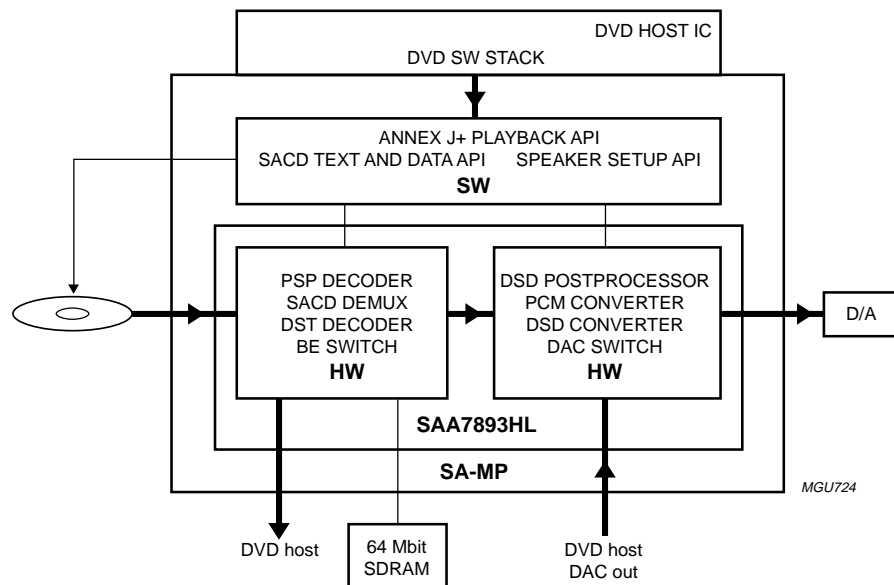 DVD HOST IC
DVD SW STACK
ANNEX J+ PLAYBACK API
SACD TEXT AND DATA API SPEAKER SETUP API
SW
PSP DECODER
SACD DEMUX
DST DECODER
BE SWITCH
HW
DSD POSTPROCESSOR
PCM CONVERTER
DSD CONVERTER
DAC SWITCH
HW
D/A
SAA7893HL
SA-MP
MGU724
DVD host
64 Mbit
SDRAM
DVD host
DAC out